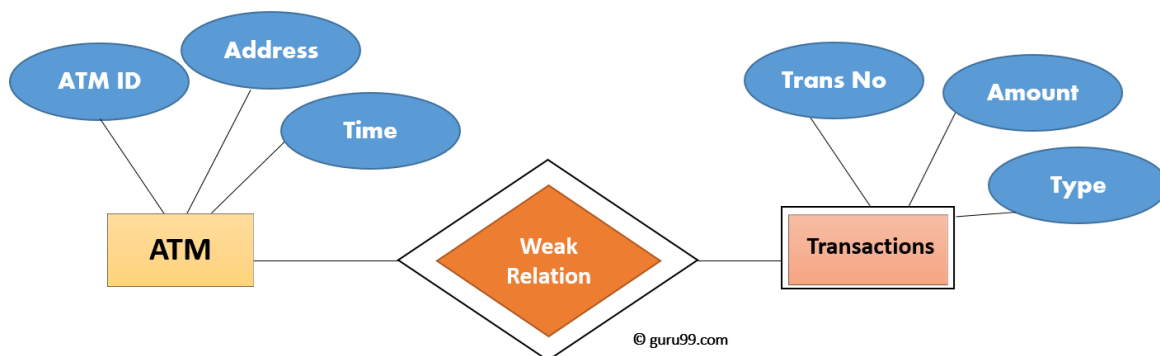 ATM ID
Address
Time
ATM
Weak
Relation
Trans No
Amount
Type
Transactions
© guru99.com